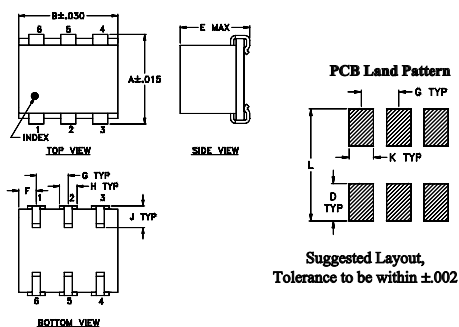 B±.030
6 5 4
A±.015
INDEX
1 2 3
TOP VIEW
E MAX
SIDE VIEW
PCB Land Pattern
G TYP
L
K TYP
D TYP
Suggested Layout,
Tolerance to be within ±.002
G TYP
H TYP
F
1 2 3
J TYP
6 5 4
BOTTOM VIEW